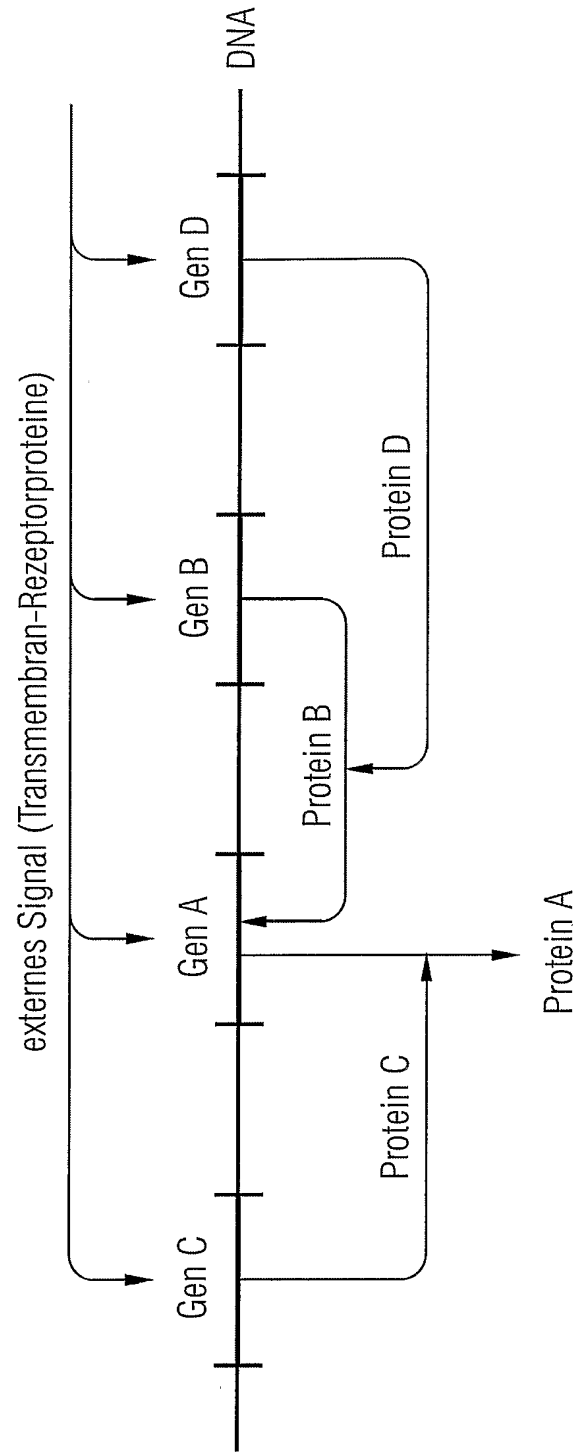 externes Signal (Transmembran-Rezeptorproteine)
Gen C
Gen A
Gen B
Gen D
DNA
Protein C
Protein B
Protein D
Protein A